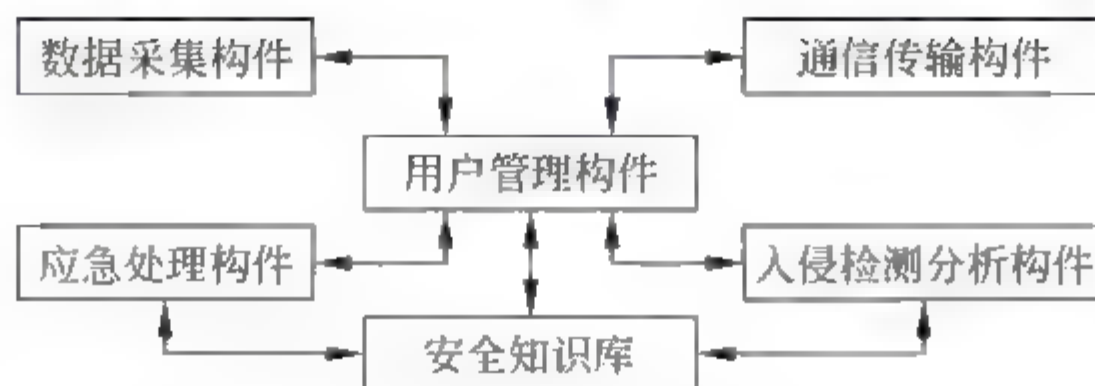 数据采集构件
通信传输构件
用户管理构件
应急处理构件
入侵检测分析构件
安全知识库